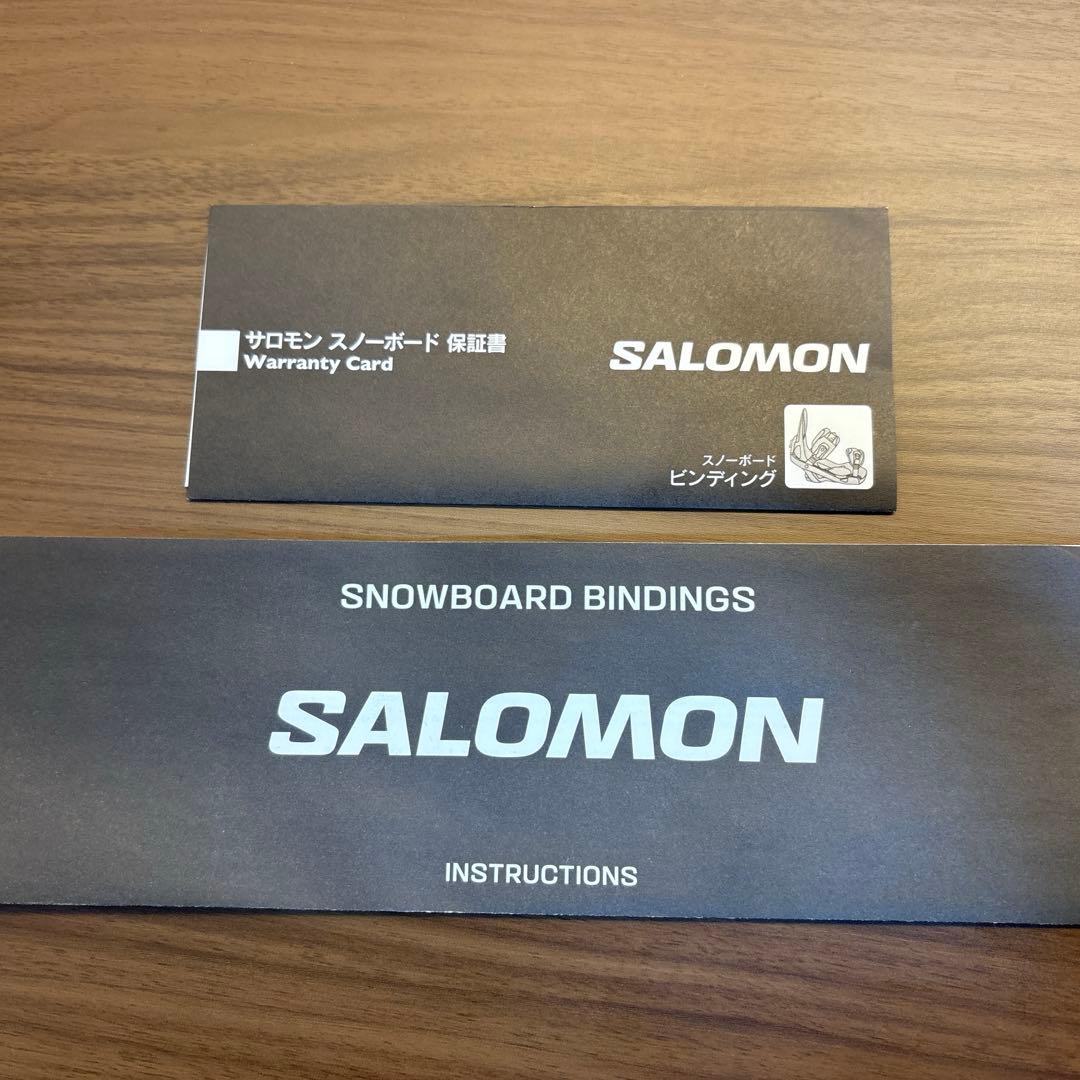 サロモン スノーボード 保証書
Warranty Card
SALOMON
スノーボード
ビンディング
SNOWBOARD BINDINGS
SALOMON
INSTRUCTIONS